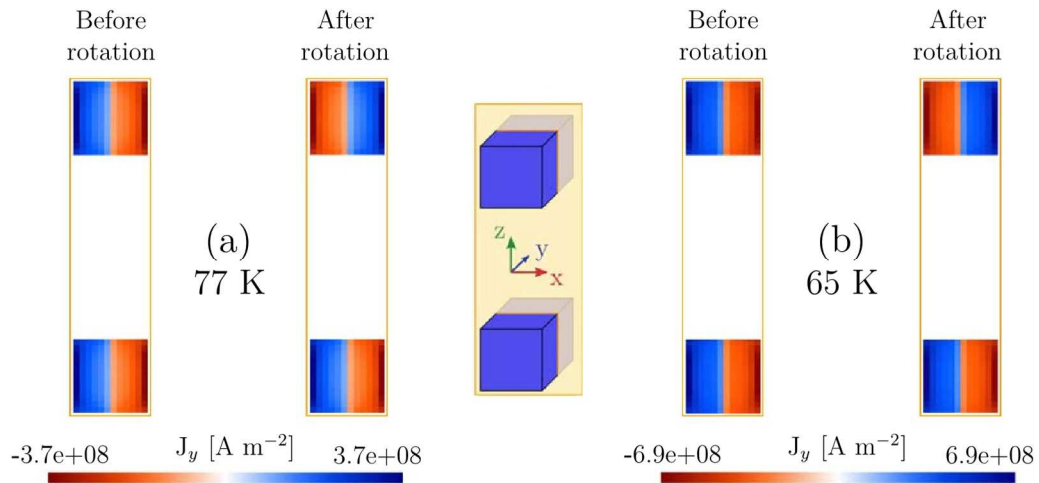 Before
rotation
After
rotation
Before
rotation
After
rotation
(a)
77 K
z
y
x
(b)
65 K
-3.7e+08
J_y [A m⁻²]
3.7e+08
-6.9e+08
J_y [A m⁻²]
6.9e+08